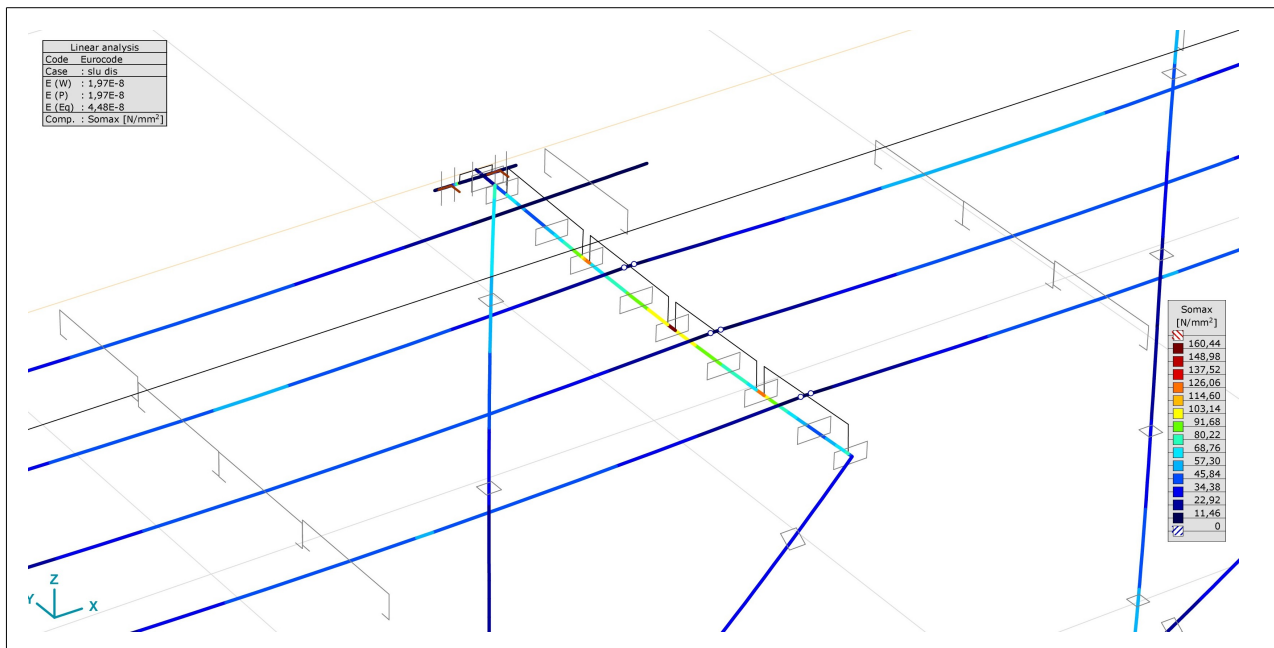 Linear analysis
Code Eurocode
Case : slu dis
E (W) : 1,97E-8
E (P) : 1,97E-8
E (Eq) : 4,48E-8
Comp. : Somax [N/mm²]
Somax
[N/mm²]
160,44
148,98
137,52
126,06
114,60
103,14
91,68
80,22
68,76
57,30
45,84
34,38
22,92
11,46
0
Z
Y
X